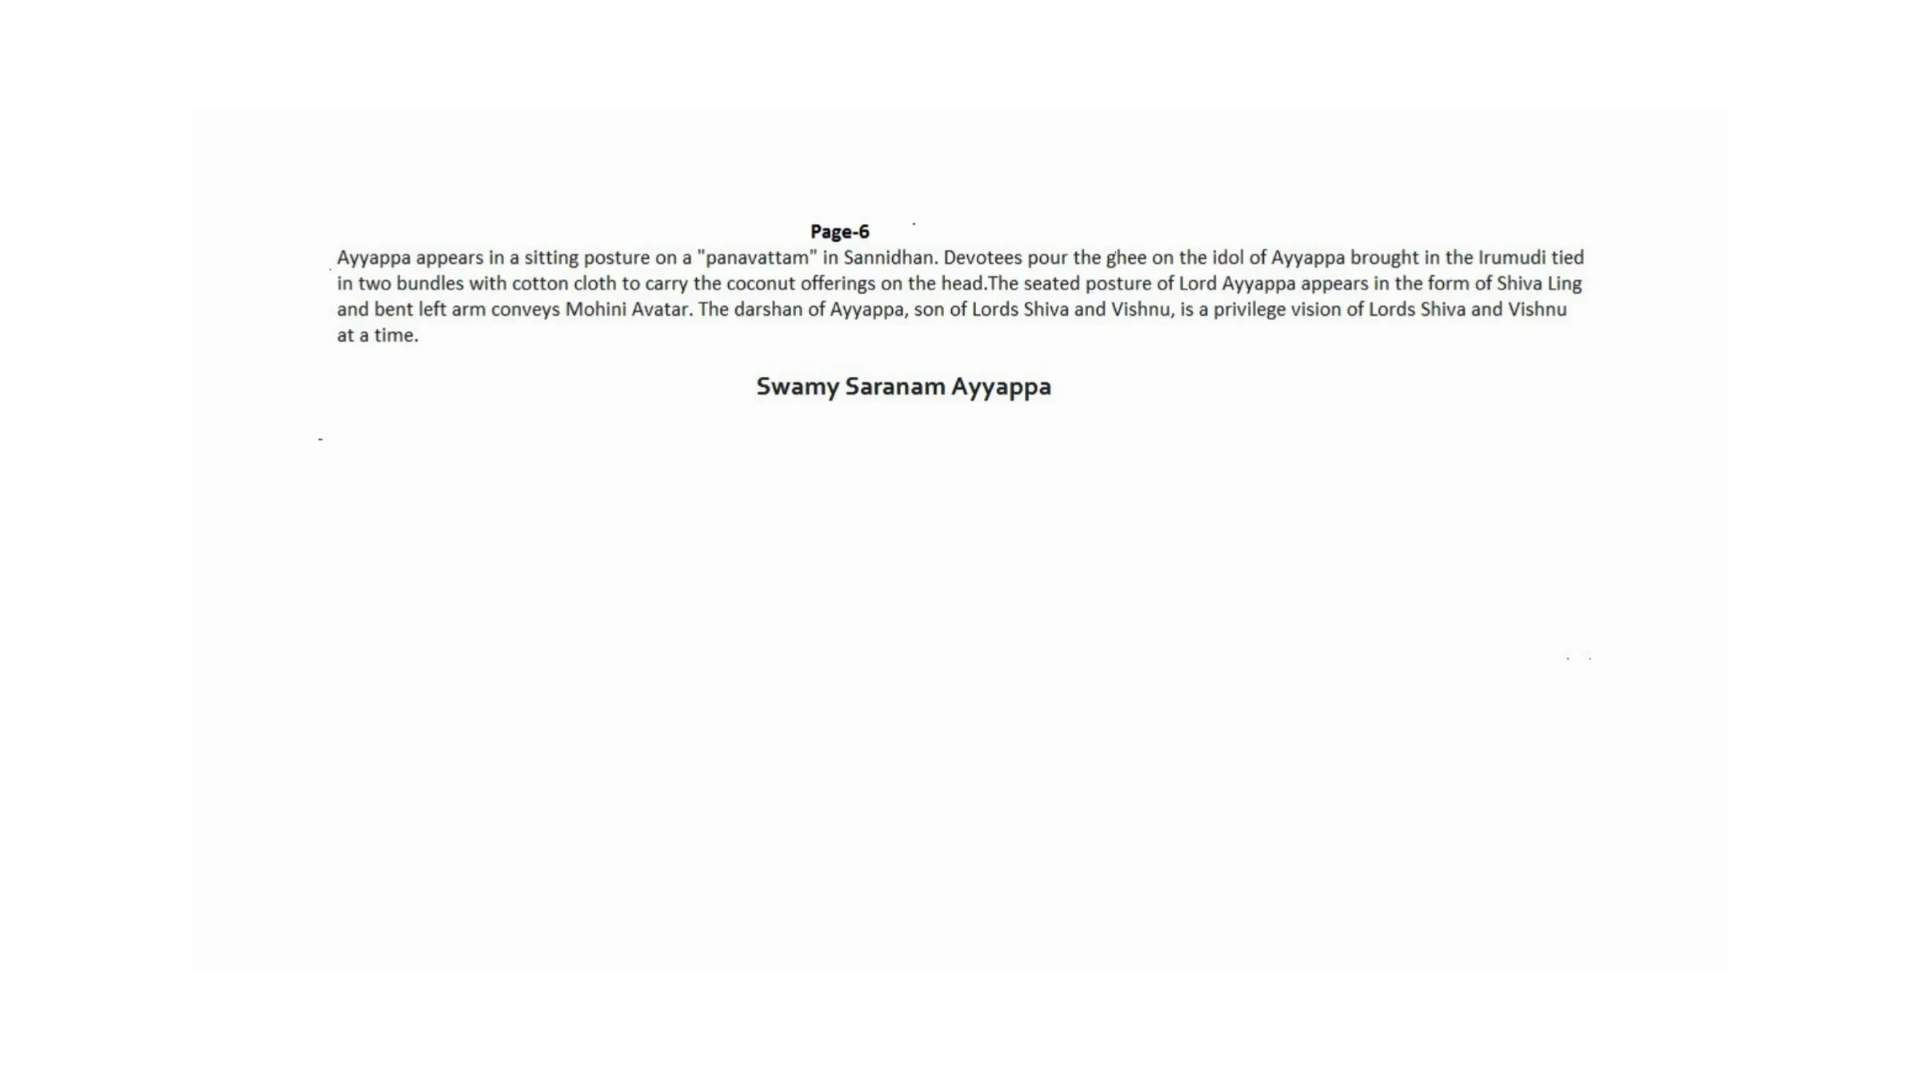 Page-6
Ayyappa appears in a sitting posture on a "panavattam" in Sannidhan. Devotees pour the ghee on the idol of Ayyappa brought in the Irumudi tied
in two bundles with cotton cloth to carry the coconut offerings on the head.The seated posture of Lord Ayyappa appears in the form of Shiva Ling
and bent left arm conveys Mohini Avatar. The darshan of Ayyappa, son of Lords Shiva and Vishnu, is a privilege vision of Lords Shiva and Vishnu
at a time.
Swamy Saranam Ayyappa